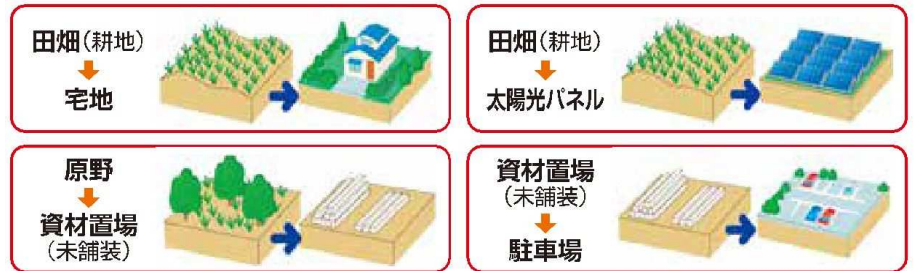 田畑(耕地)
宅地
田畑(耕地)
太陽光パネル
原野
資材置場
(未舗装)
資材置場
(未舗装)
駐車場